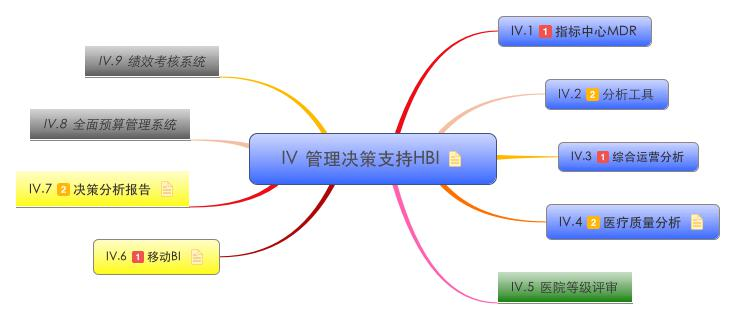 IV 管理决策支持HBI
IV.1 1 指标中心MDR
IV.2 2 分析工具
IV.3 1 综合运营分析
IV.4 2 医疗质量分析
IV.5 医院等级评审
IV.6 1 移动BI
IV.7 2 决策分析报告
IV.8 全面预算管理系统
IV.9 绩效考核系统